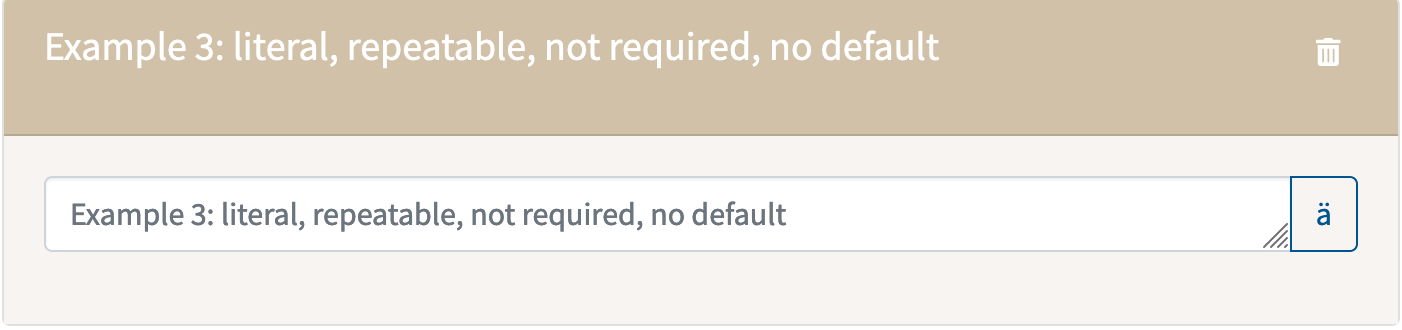 Example 3: literal, repeatable, not required, no default
Example 3: literal, repeatable, not required, no default
ä